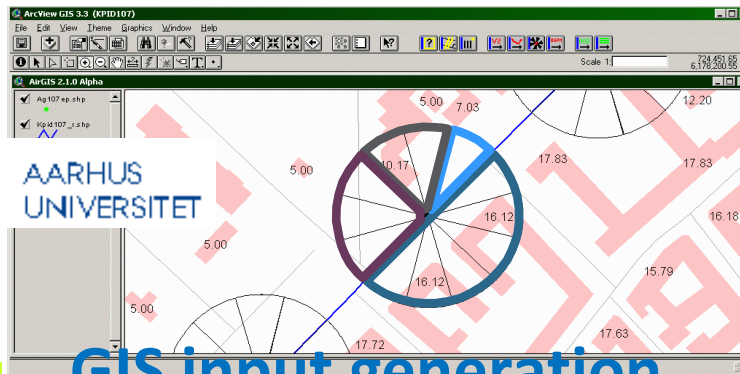 ArcView GIS 3.3 (KPID107)
File Edit View Theme Graphics Window Help
Scale 1:
724,451.65
6,178,200.55
AirGIS 2.1.0 Alpha
Ag107ep.shp
Kpid107_r.shp
AARHUS
UNIVERSITET
5.00
7.03
12.20
5.00
10.17
17.83
17.83
16.12
16.18
5.00
16.12
15.79
5.00
17.72
17.63
GIS input generation